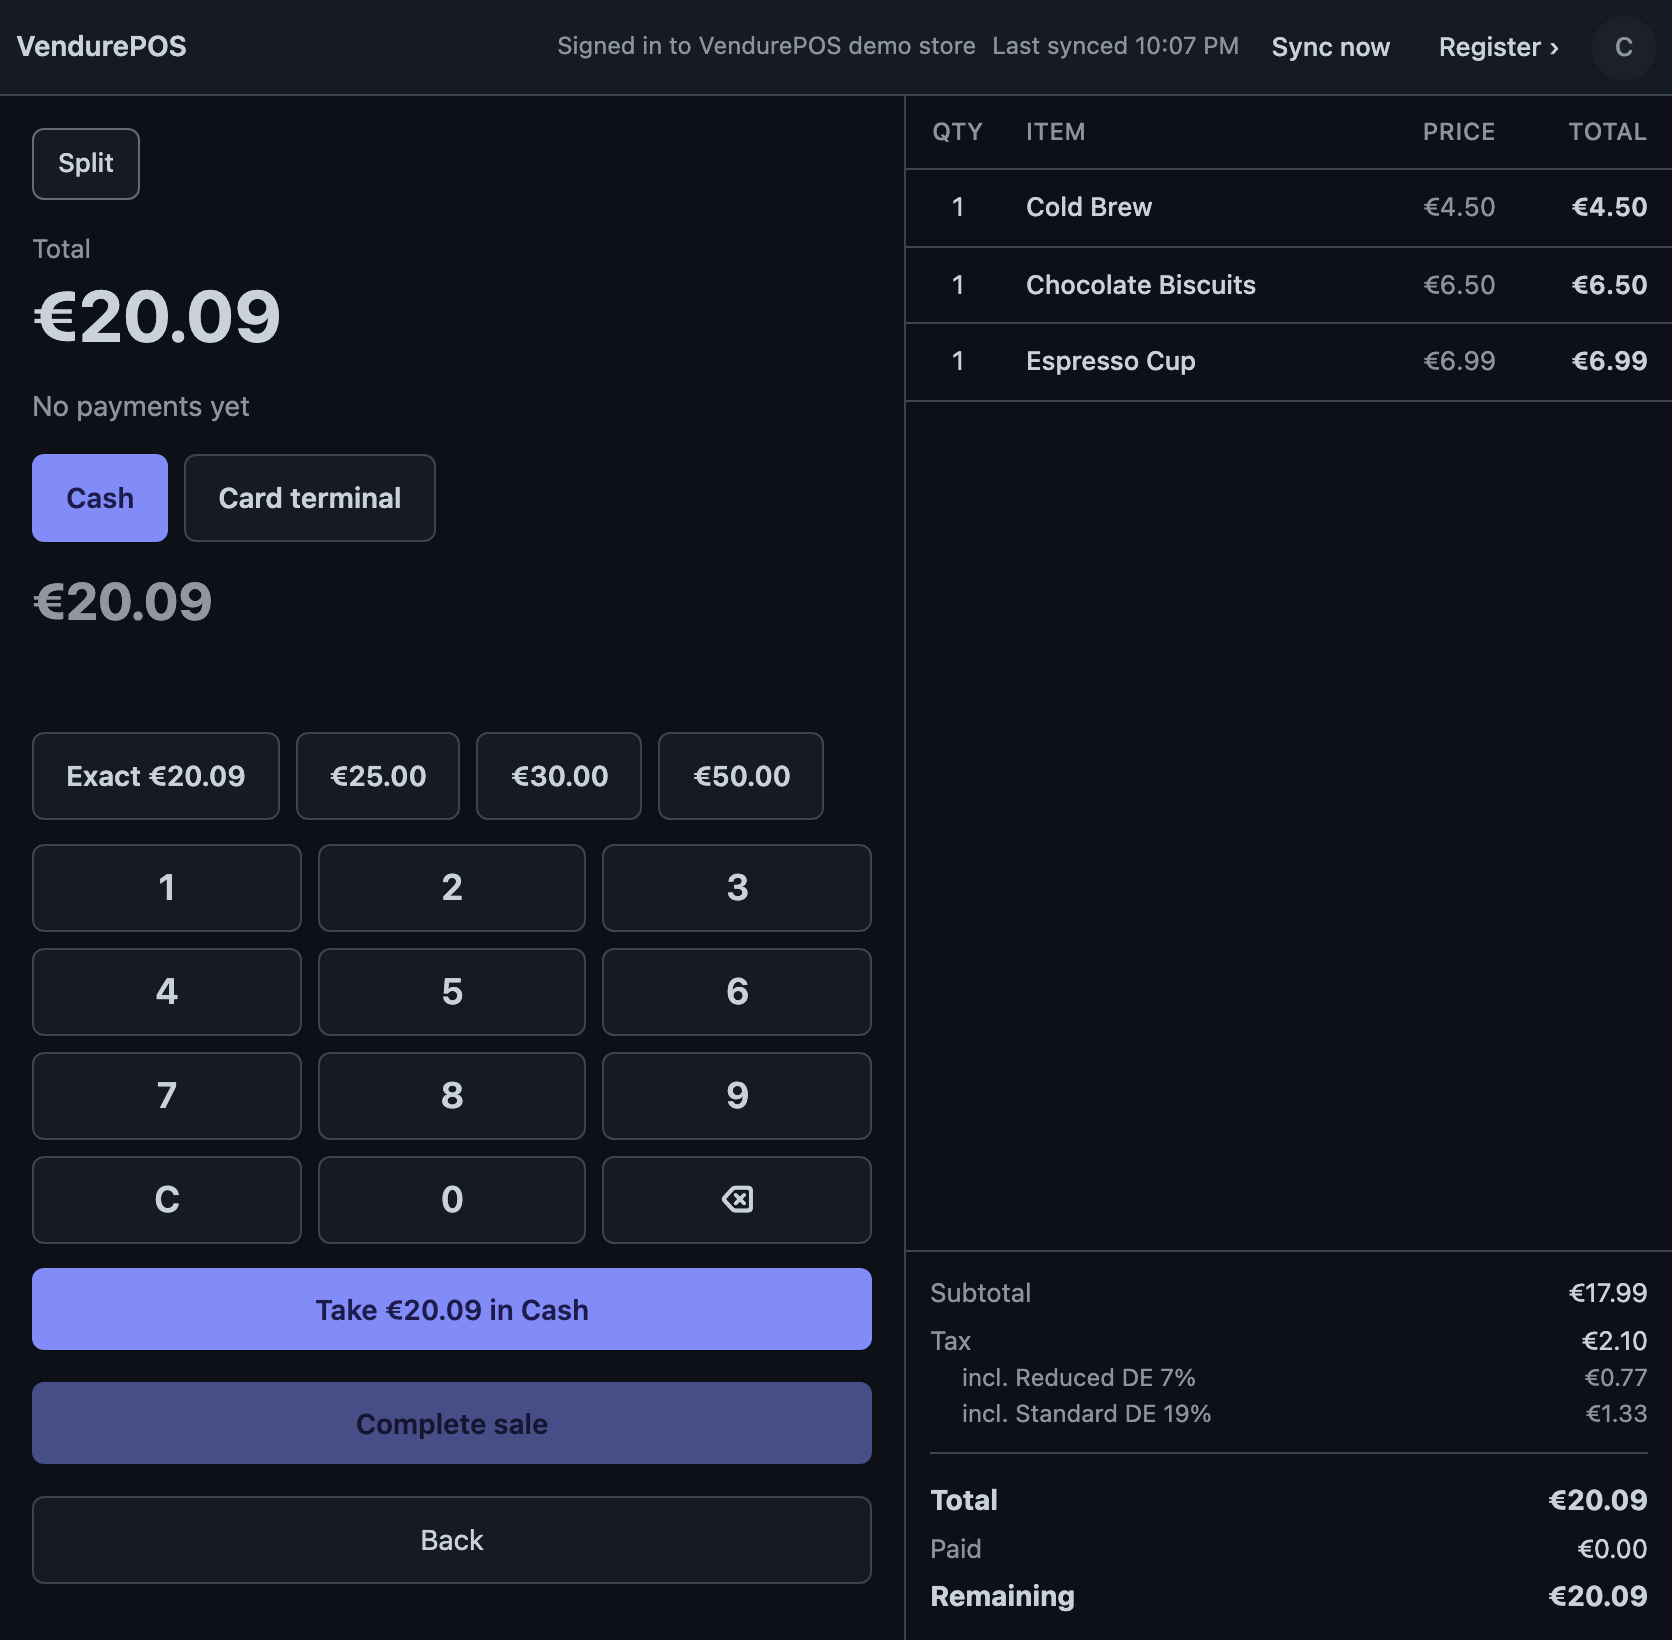 VendurePOS
Signed in to VendurePOS demo store Last synced 10:07 PM Sync now Register › C
Split
Total
€20.09
No payments yet
Cash Card terminal
€20.09
Exact €20.09 €25.00 €30.00 €50.00
1 2 3
4 5 6
7 8 9
C 0
Take €20.09 in Cash
Complete sale
Back
QTY ITEM PRICE TOTAL
1 Cold Brew €4.50 €4.50
1 Chocolate Biscuits €6.50 €6.50
1 Espresso Cup €6.99 €6.99
Subtotal €17.99
Tax €2.10
incl. Reduced DE 7% €0.77
incl. Standard DE 19% €1.33
Total €20.09
Paid €0.00
Remaining €20.09